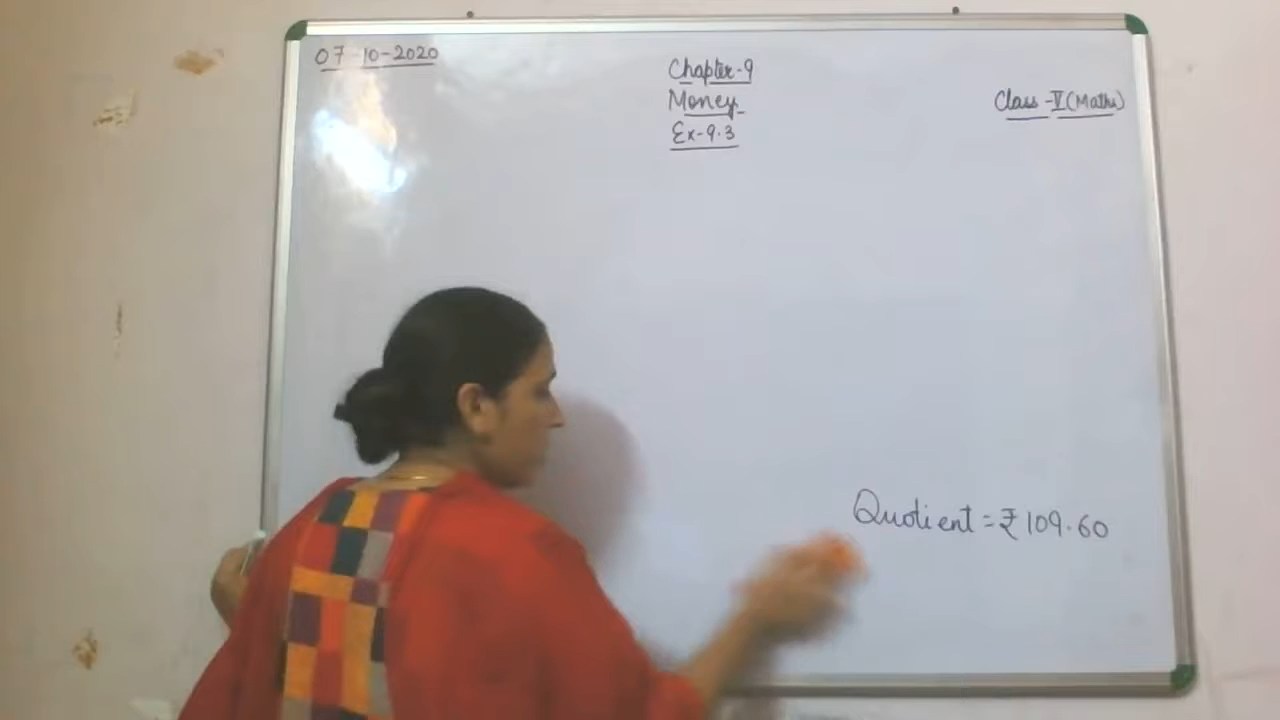 07-10-2020
Chapter-9
Money
Ex-9.3
Class-V(Maths)
Quotient = ₹109.60